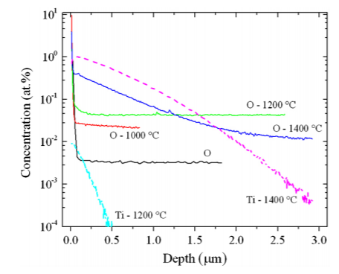 10¹
10⁰
10⁻¹
10⁻²
10⁻³
10⁻⁴
Concentration (at.%)
O - 1200 °C
O - 1000 °C
O - 1400 °C
O
Ti - 1200 °C
Ti - 1400 °C
0.0 0.5 1.0 1.5 2.0 2.5 3.0
Depth (μm)